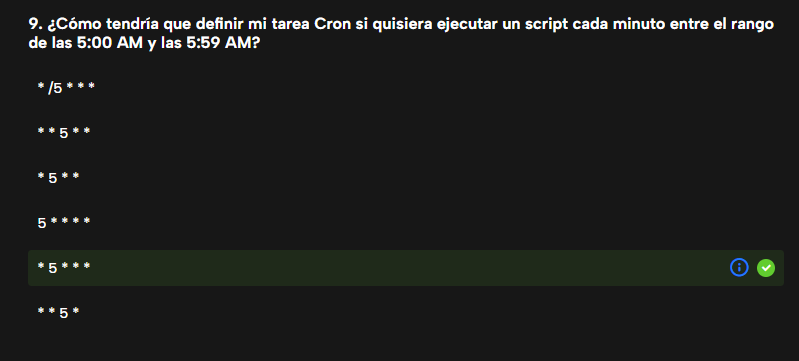 9. ¿Cómo tendría que definir mi tarea Cron si quisiera ejecutar un script cada minuto entre el rango
de las 5:00 AM y las 5:59 AM?
* /5 * * *
* * 5 * *
* 5 * *
5 * * * *
* 5 * * *
* * 5 *